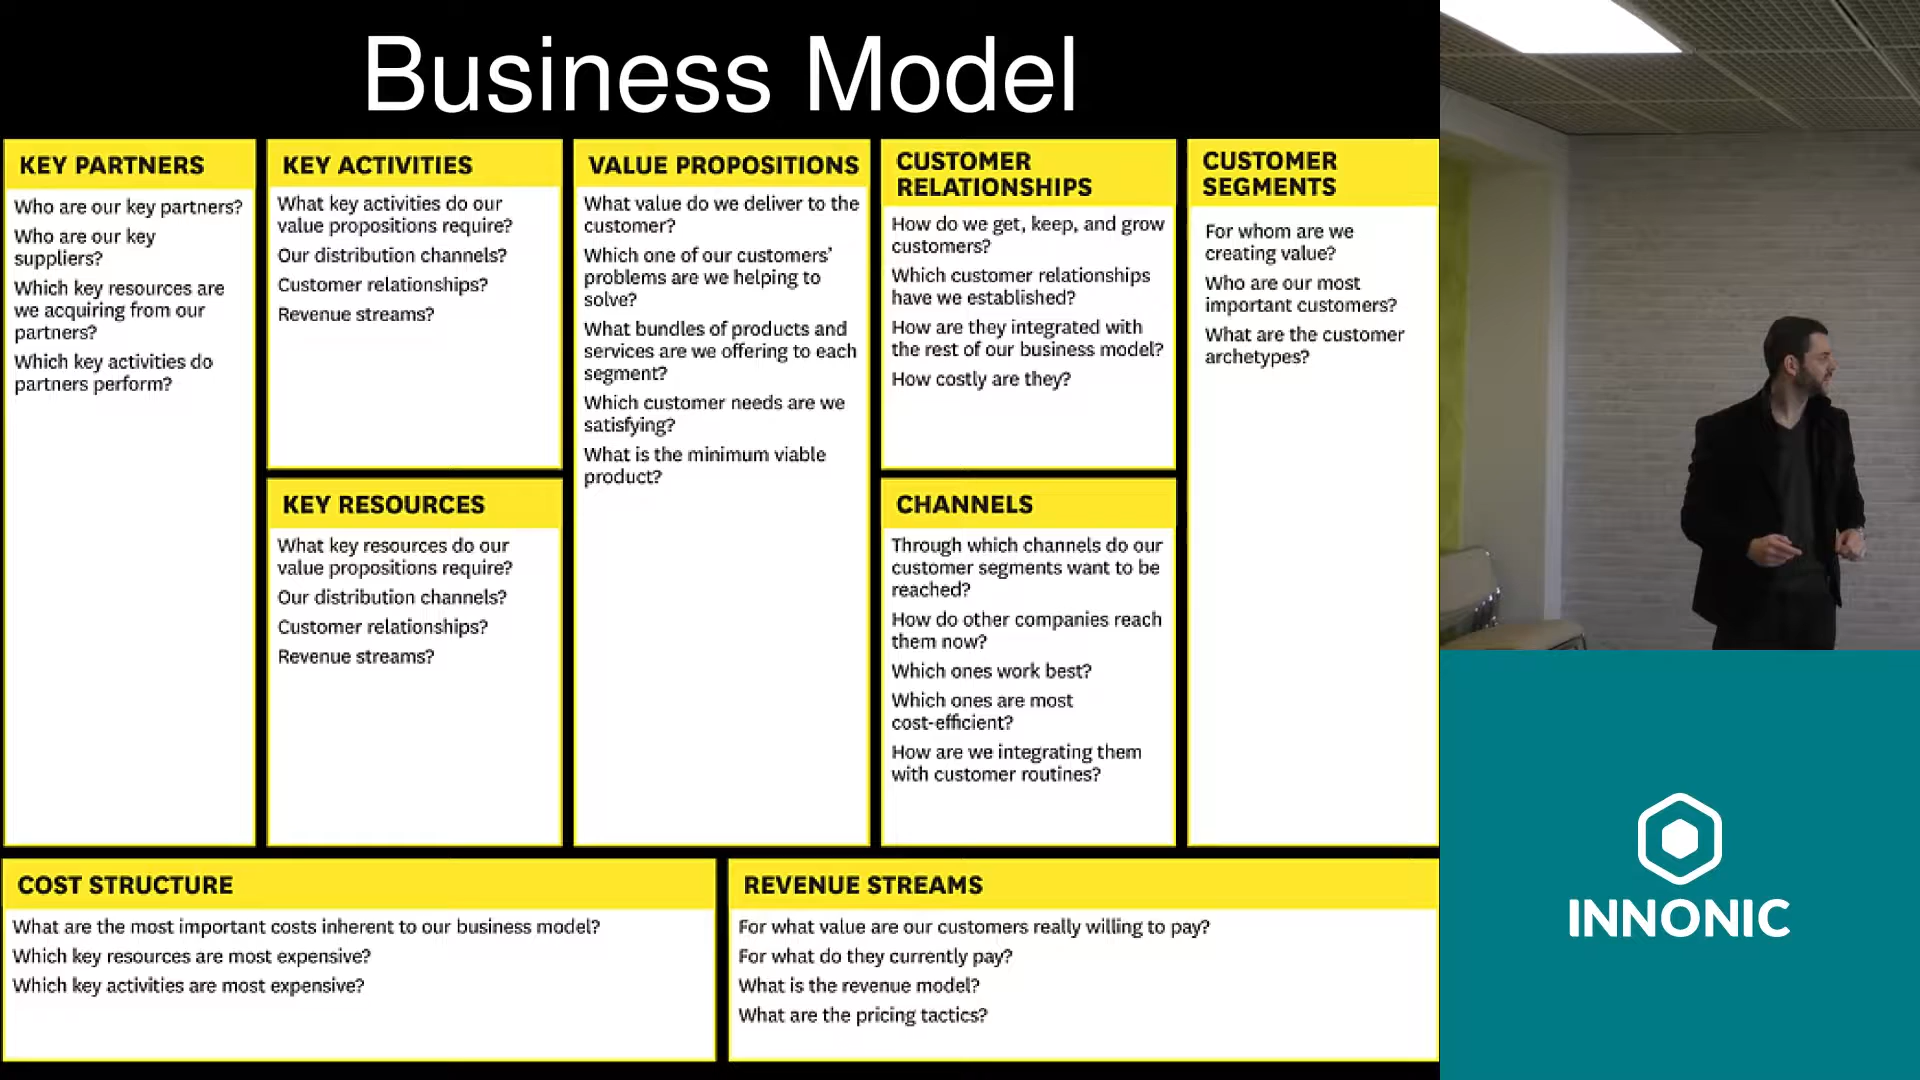 Business Model
KEY PARTNERS
Who are our key partners?
Who are our key
suppliers?
Which key resources are
we acquiring from our
partners?
Which key activities do
partners perform?
KEY ACTIVITIES
What key activities do our
value propositions require?
Our distribution channels?
Customer relationships?
Revenue streams?
KEY RESOURCES
What key resources do our
value propositions require?
Our distribution channels?
Customer relationships?
Revenue streams?
VALUE PROPOSITIONS
What value do we deliver to the
customer?
Which one of our customers’
problems are we helping to
solve?
What bundles of products and
services are we offering to each
segment?
Which customer needs are we
satisfying?
What is the minimum viable
product?
CUSTOMER
RELATIONSHIPS
How do we get, keep, and grow
customers?
Which customer relationships
have we established?
How are they integrated with
the rest of our business model?
How costly are they?
CHANNELS
Through which channels do our
customer segments want to be
reached?
How do other companies reach
them now?
Which ones work best?
Which ones are most
cost-efficient?
How are we integrating them
with customer routines?
CUSTOMER
SEGMENTS
For whom are we
creating value?
Who are our most
important customers?
What are the customer
archetypes?
COST STRUCTURE
What are the most important costs inherent to our business model?
Which key resources are most expensive?
Which key activities are most expensive?
REVENUE STREAMS
For what value are our customers really willing to pay?
For what do they currently pay?
What is the revenue model?
What are the pricing tactics?
INNONIC